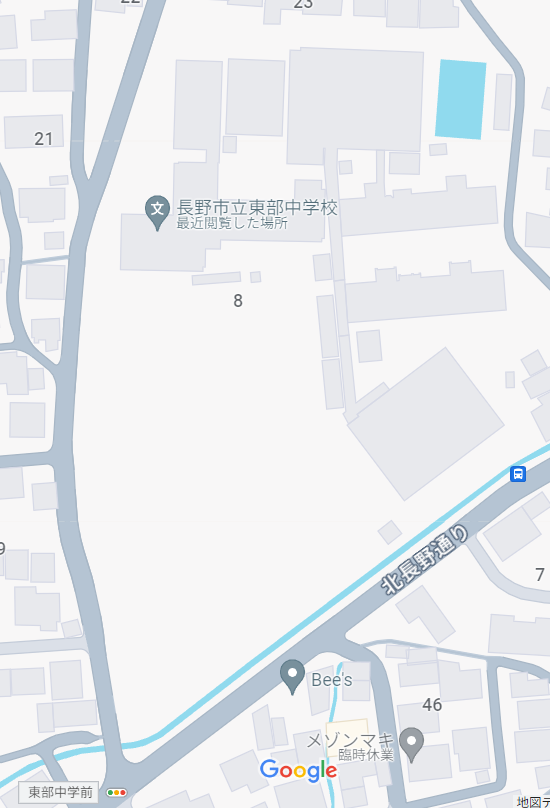 22
23
21
長野市立東部中学校
最近閲覧した場所
8
9
北長野通り
7
Bee's
46
メゾンマキ
臨時休業
Google
東部中学前
地図デ